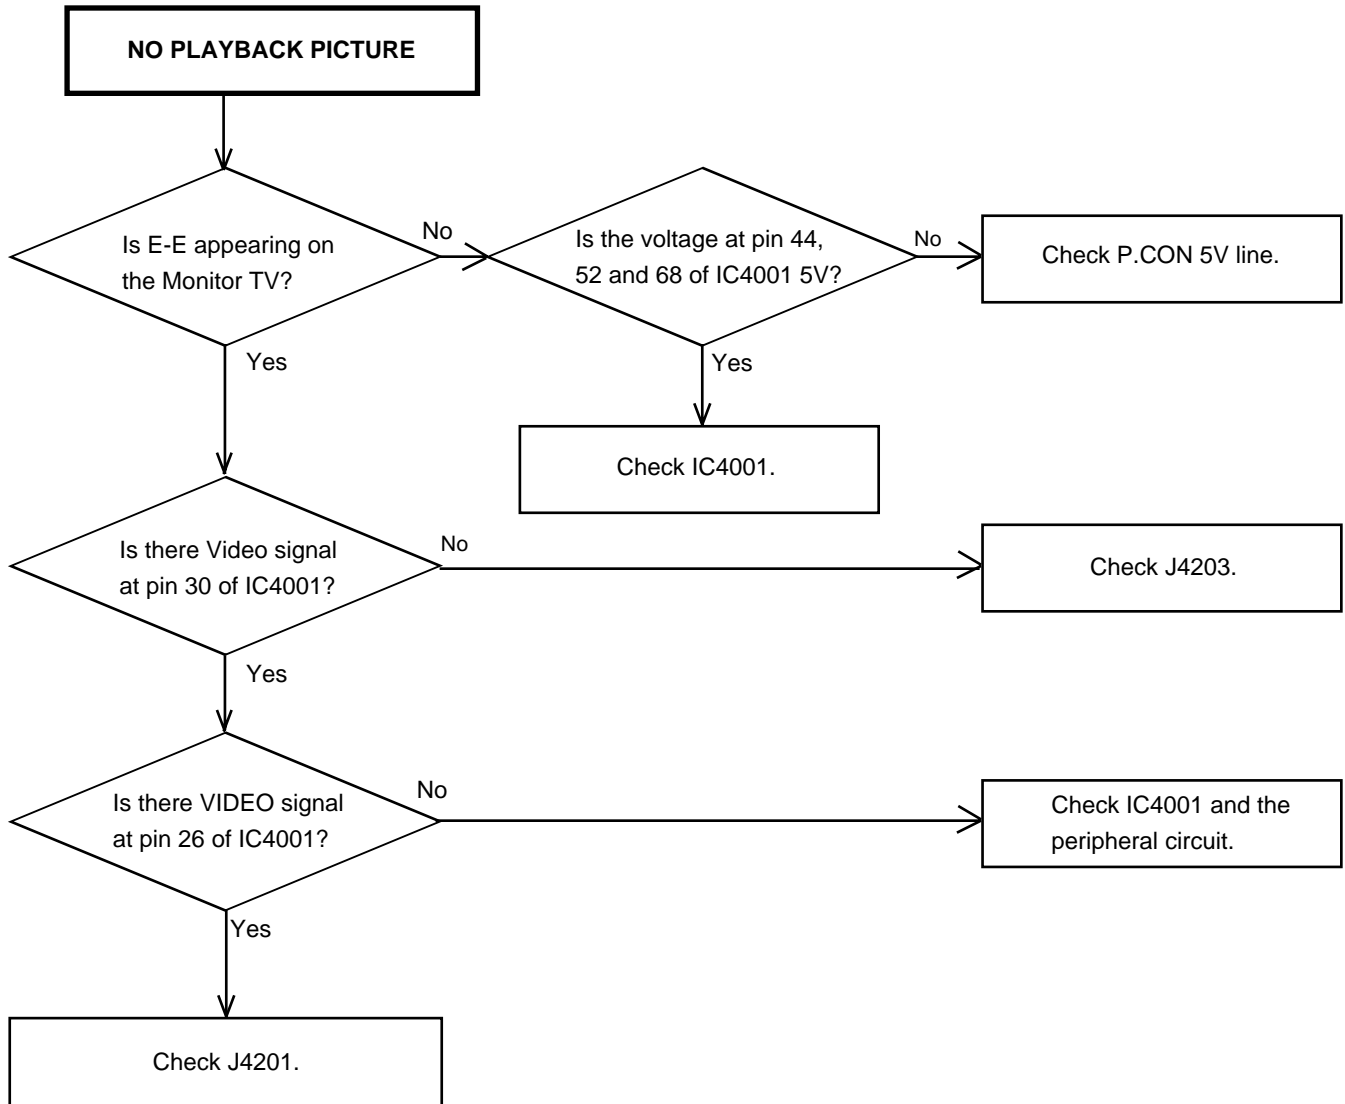 NO PLAYBACK PICTURE
Is E-E appearing on
the Monitor TV?
No
Is the voltage at pin 44,
52 and 68 of IC4001 5V?
No
Check P.CON 5V line.
Yes
Yes
Check IC4001.
Is there Video signal
at pin 30 of IC4001?
No
Check J4203.
Yes
Is there VIDEO signal
at pin 26 of IC4001?
No
Check IC4001 and the
peripheral circuit.
Yes
Check J4201.